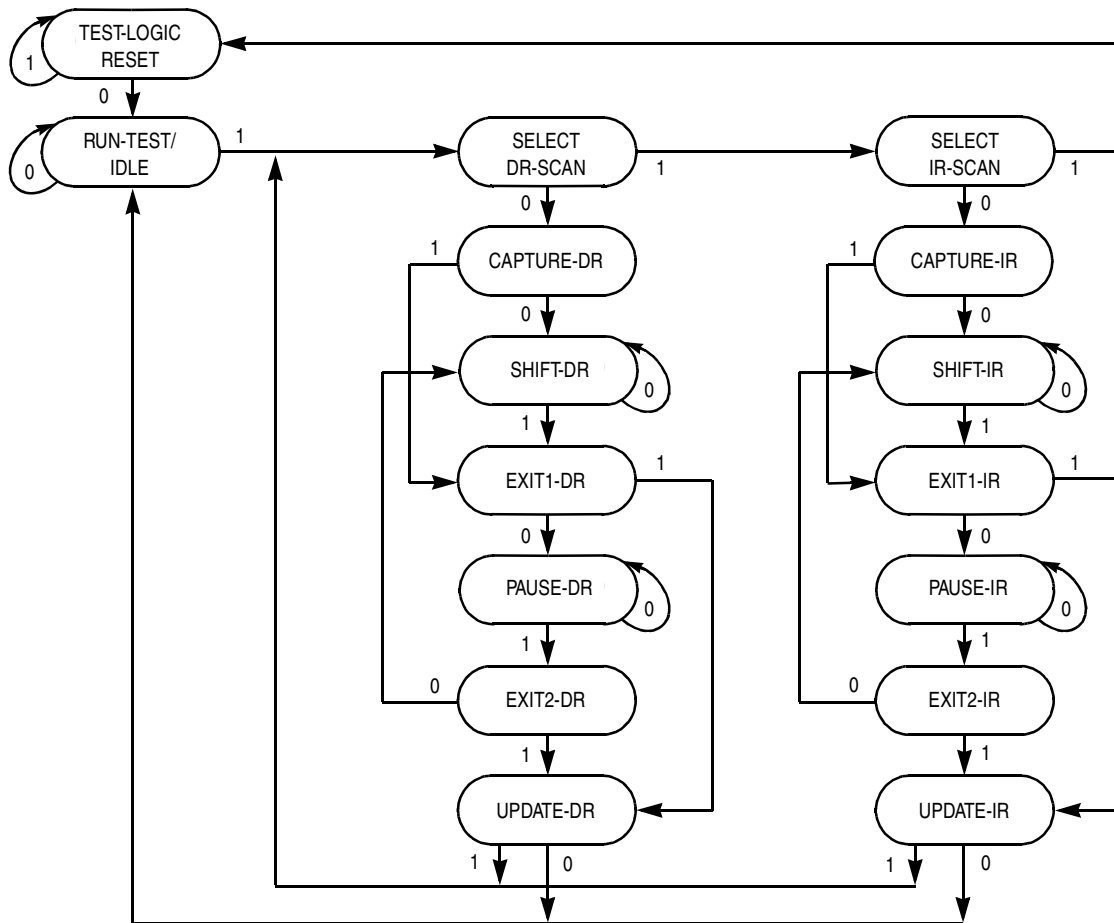 TEST-LOGIC
RESET
1
0
RUN-TEST/
IDLE
0
1
SELECT
DR-SCAN
1
SELECT
IR-SCAN
1
0
0
1
CAPTURE-DR
1
CAPTURE-IR
0
0
SHIFT-DR
0
SHIFT-IR
0
1
1
EXIT1-DR
1
EXIT1-IR
1
0
0
PAUSE-DR
0
PAUSE-IR
0
1
1
0
EXIT2-DR
0
EXIT2-IR
1
1
UPDATE-DR
UPDATE-IR
1
0
1
0